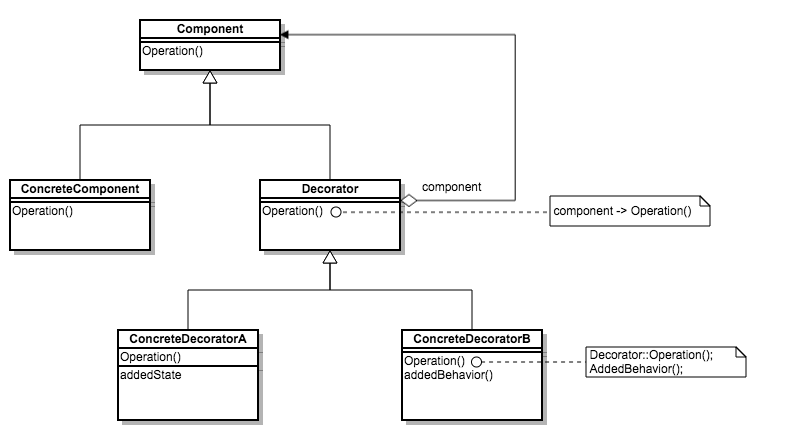 Component
Operation()
ConcreteComponent
Operation()
Decorator
Operation()
component
component -> Operation()
ConcreteDecoratorA
Operation()
addedState
ConcreteDecoratorB
Operation()
addedBehavior()
Decorator::Operation();
AddedBehavior();